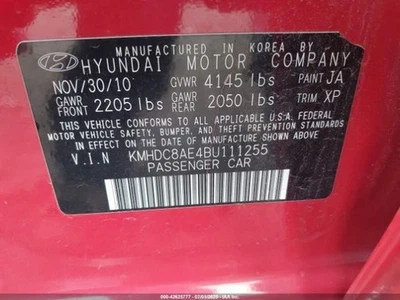 MANUFACTURED IN KOREA BY
HYUNDAI MOTOR COMPANY
NOV/30/10 GVWR 4145 lbs PAINT JA
GAWR FRONT 2205 lbs GAWR REAR 2050 lbs TRIM XP
THIS VEHICLE CONFORMS TO ALL APPLICABLE U.S.A. FEDERAL
MOTOR VEHICLE SAFETY, BUMPER, AND THEFT PREVENTION
STANDARDS IN EFFECT ON THE DATE OF MANUFACTURE SHOWN ABOVE.
V.I.N KMHDC8AE4BU111255
PASSENGER CAR